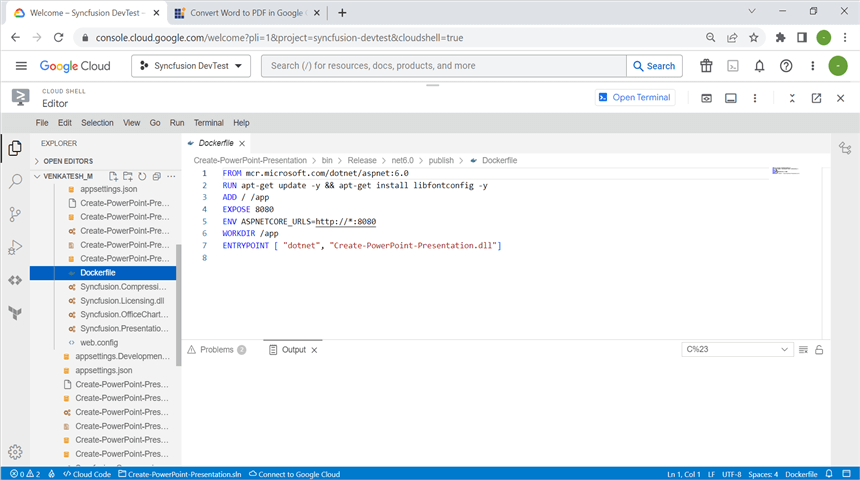 Welcome – Syncfusion DevTest –
Convert Word to PDF in Google
console.cloud.google.com/welcome?pli=1&project=syncfusion-devtest&cloudshell=true
Google Cloud
Syncfusion DevTest
Search (/) for resources, docs, products, and more
Search
CLOUD SHELL
Editor
Open Terminal
File Edit Selection View Go Run Terminal Help
EXPLORER
OPEN EDITORS
VENKATESH_M
appsettings.json
Create-PowerPoint-Pre...
Create-PowerPoint-Pre...
Create-PowerPoint-Pre...
Create-PowerPoint-Pre...
Create-PowerPoint-Pre...
Dockerfile
Syncfusion.Compressi...
Syncfusion.Licensing.dll
Syncfusion.OfficeChart...
Syncfusion.Presentatio...
web.config
appsettings.Developmen...
appsettings.json
Create-PowerPoint-Pres...
Create-PowerPoint-Pres...
Create-PowerPoint-Pres...
Create-PowerPoint-Pres...
Create-PowerPoint-Pres...
Create-PowerPoint-Pres...
Dockerfile
Create-PowerPoint-Presentation > bin > Release > net6.0 > publish > Dockerfile
1 FROM mcr.microsoft.com/dotnet/aspnet:6.0
2 RUN apt-get update -y && apt-get install libfontconfig -y
3 ADD / /app
4 EXPOSE 8080
5 ENV ASPNETCORE_URLS=http://*:8080
6 WORKDIR /app
7 ENTRYPOINT [ "dotnet", "Create-PowerPoint-Presentation.dll"]
8
Problems 2
Output
C%23
0 2 Cloud Code Create-PowerPoint-Presentation.sln Connect to Google Cloud Ln 1, Col 1 LF UTF-8 Spaces: 4 Dockerfile